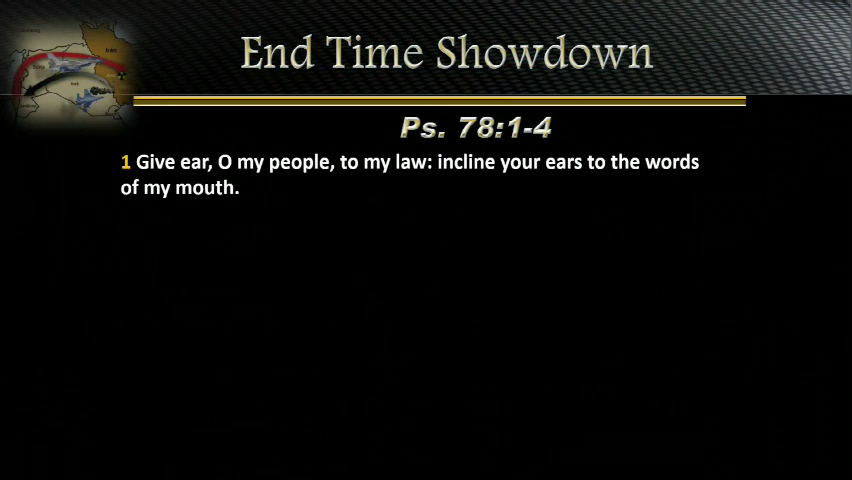 End Time Showdown
Ps. 78:1-4
1 Give ear, O my people, to my law: incline your ears to the words
of my mouth.